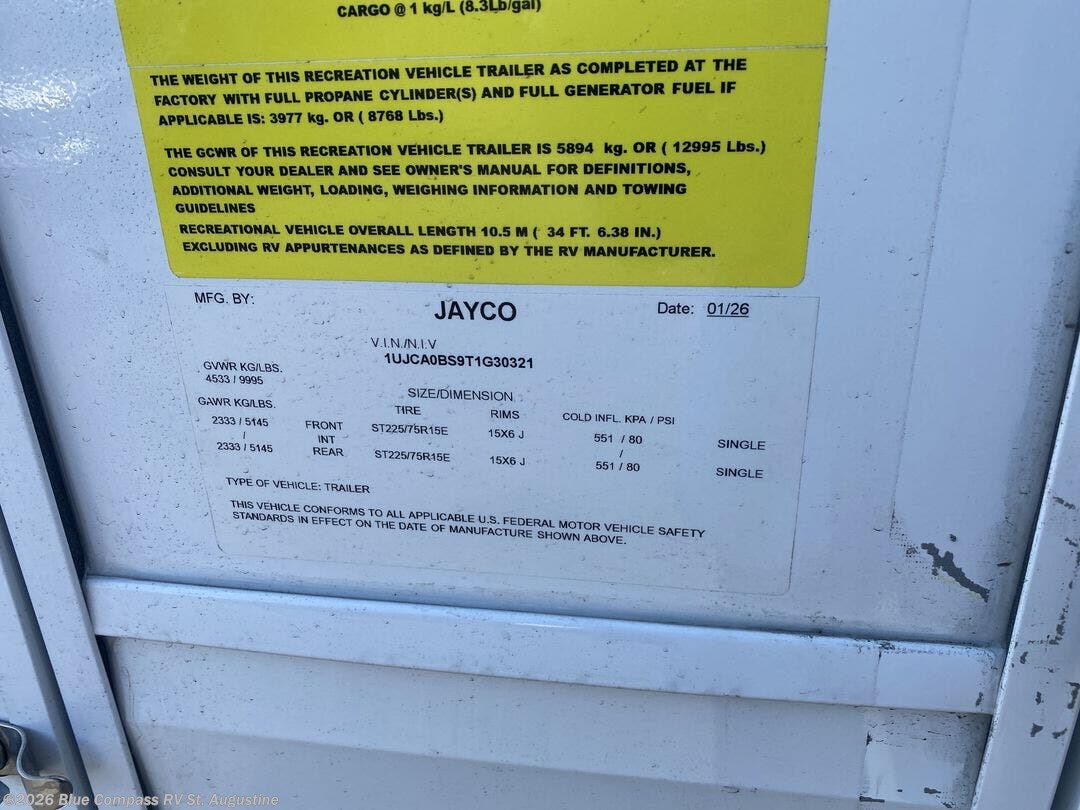 CARGO @ 1 kg/L (8.3Lb/gal)
THE WEIGHT OF THIS RECREATION VEHICLE TRAILER AS COMPLETED AT THE
FACTORY WITH FULL PROPANE CYLINDER(S) AND FULL GENERATOR FUEL IF
APPLICABLE IS: 3977 kg. OR ( 8768 Lbs.)
THE GCWR OF THIS RECREATION VEHICLE TRAILER IS 5894 kg. OR ( 12995 Lbs.)
CONSULT YOUR DEALER AND SEE OWNER'S MANUAL FOR DEFINITIONS,
ADDITIONAL WEIGHT, LOADING, WEIGHING INFORMATION AND TOWING
GUIDELINES
RECREATIONAL VEHICLE OVERALL LENGTH 10.5 M ( 34 FT. 6.38 IN.)
EXCLUDING RV APPURTENANCES AS DEFINED BY THE RV MANUFACTURER.
MFG. BY: JAYCO Date: 01/26
V.I.N./N.I.V
1UJCA0BS9T1G30321
GVWR KG/LBS.
4533 / 9995
SIZE/DIMENSION
GAWR KG/LBS. TIRE RIMS COLD INFL. KPA / PSI
2333 / 5145 FRONT ST225/75R15E 15X6 J 551 / 80 SINGLE
/ INT /
2333 / 5145 REAR ST225/75R15E 15X6 J 551 / 80 SINGLE
TYPE OF VEHICLE: TRAILER
THIS VEHICLE CONFORMS TO ALL APPLICABLE U.S. FEDERAL MOTOR VEHICLE SAFETY
STANDARDS IN EFFECT ON THE DATE OF MANUFACTURE SHOWN ABOVE.
©2026 Blue Compass RV St. Augustine